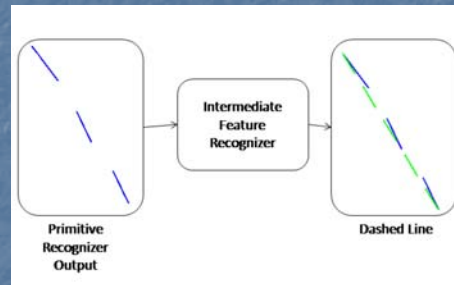 Intermediate
Feature
Recognizer
Primitive
Recognizer
Output
Dashed Line